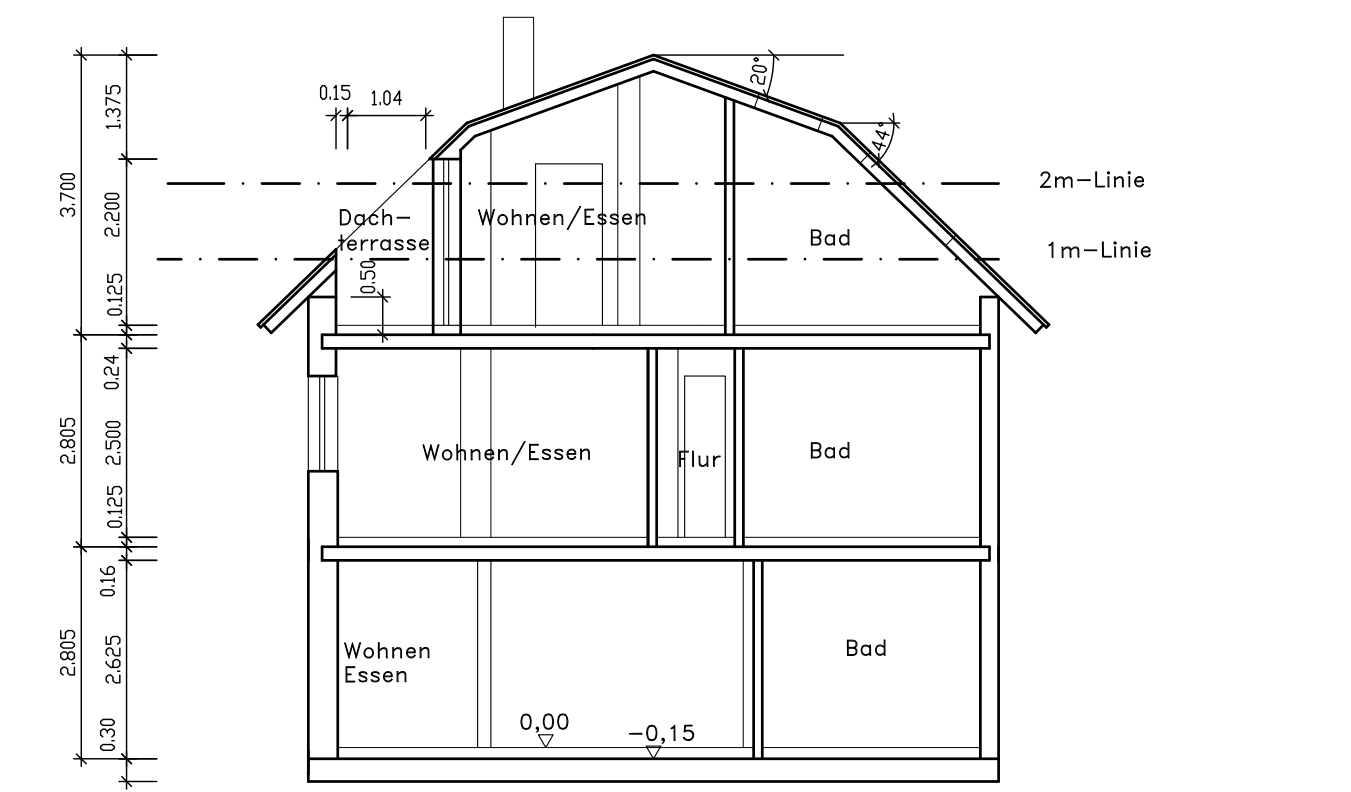 20°
0.15
1.04
1.375
44°
2m-Linie
3.700
2.200
Dach-
terrasse
Wohnen/Essen
Bad
1m-Linie
0.50
0.125
0.24
2.805
2.500
Wohnen/Essen
Flur
Bad
0.125
0.16
2.805
2.625
Wohnen
Essen
Bad
0.30
0,00
-0,15